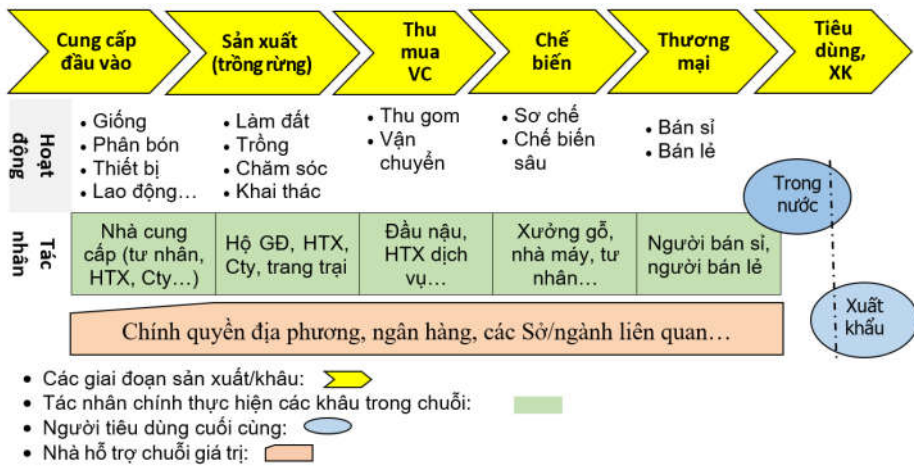 Cung cấp
đầu vào
Sản xuất
(trồng rừng)
Thu
mua
VC
Chế
biến
Thương
mại
Tiêu
dùng,
XK
Hoạt
động
• Giống
• Phân bón
• Thiết bị
• Lao động…
• Làm đất
• Trồng
• Chăm sóc
• Khai thác
• Thu gom
• Vận
chuyển
• Sơ chế
• Chế biến
sâu
• Bán sỉ
• Bán lẻ
Trong
nước
Tác
nhân
Nhà cung
cấp (tư nhân,
HTX, Cty…)
Hộ GĐ, HTX,
Cty, trang trại
Đầu nậu,
HTX dịch
vụ…
Xưởng gỗ,
nhà máy, tư
nhân…
Người bán sỉ,
người bán lẻ
Xuất
khẩu
Chính quyền địa phương, ngân hàng, các Sở/ngành liên quan…
• Các giai đoạn sản xuất/khâu:
• Tác nhân chính thực hiện các khâu trong chuỗi:
• Người tiêu dùng cuối cùng:
• Nhà hỗ trợ chuỗi giá trị: